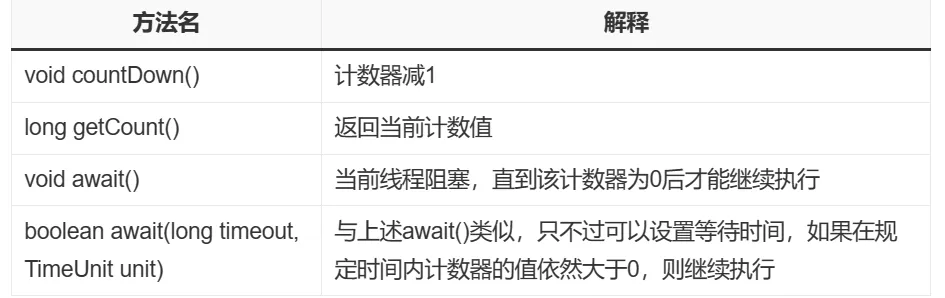 方法名 解释
void countDown() 计数器减1
long getCount() 返回当前计数值
void await() 当前线程阻塞，直到该计数器为0后才能继续执行
boolean await(long timeout, TimeUnit unit) 与上述await()类似，只不过可以设置等待时间，如果在规
定时间内计数器的值依然大于0，则继续执行